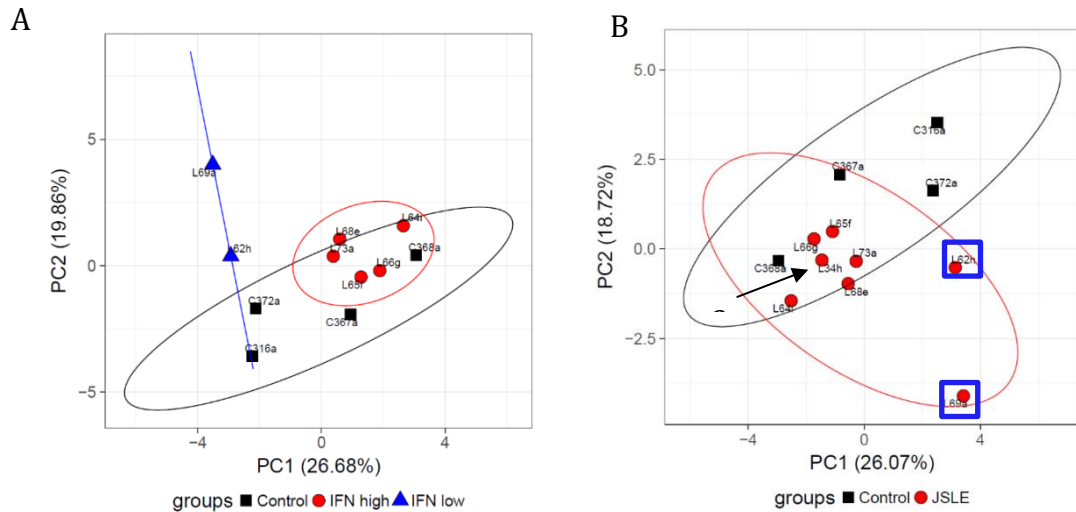 A
PC2 (19.86%)
5
0
−5
L69a
L62h
L64f
L68e
L73a
C368a
L66g
L65f
C372a
C367a
C316a
−4 0 4
PC1 (26.68%)
groups Control IFN high IFN low
B
PC2 (18.72%)
5.0
2.5
0.0
−2.5
C316a
C367a
C372a
L65f
L66g
L73a
L34h
C368a
L62h
L68e
L64f
L69a
−4 0 4
PC1 (26.07%)
groups Control JSLE